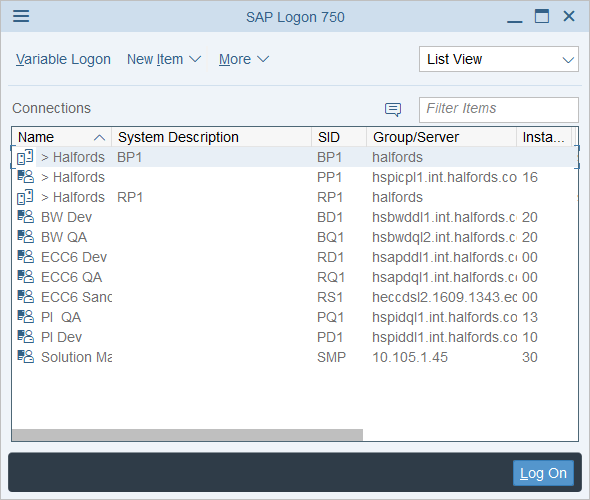 SAP Logon 750
Variable Logon New Item More List View
Connections Filter Items
Name System Description SID Group/Server Insta...
> Halfords BP1 BP1 halfords
> Halfords PP1 hspicpl1.int.halfords.co 16
> Halfords RP1 RP1 halfords
BW Dev BD1 hsbwddl1.int.halfords.c 20
BW QA BQ1 hsbwdql2.int.halfords.c 20
ECC6 Dev RD1 hsapddl1.int.halfords.c 00
ECC6 QA RQ1 hsapdql1.int.halfords.c 00
ECC6 Sand RS1 heccdsl2.1609.1343.ec 00
PI QA PQ1 hspidql1.int.halfords.co 13
PI Dev PD1 hspiddl1.int.halfords.co 10
Solution Ma SMP 10.105.1.45 30
Log On